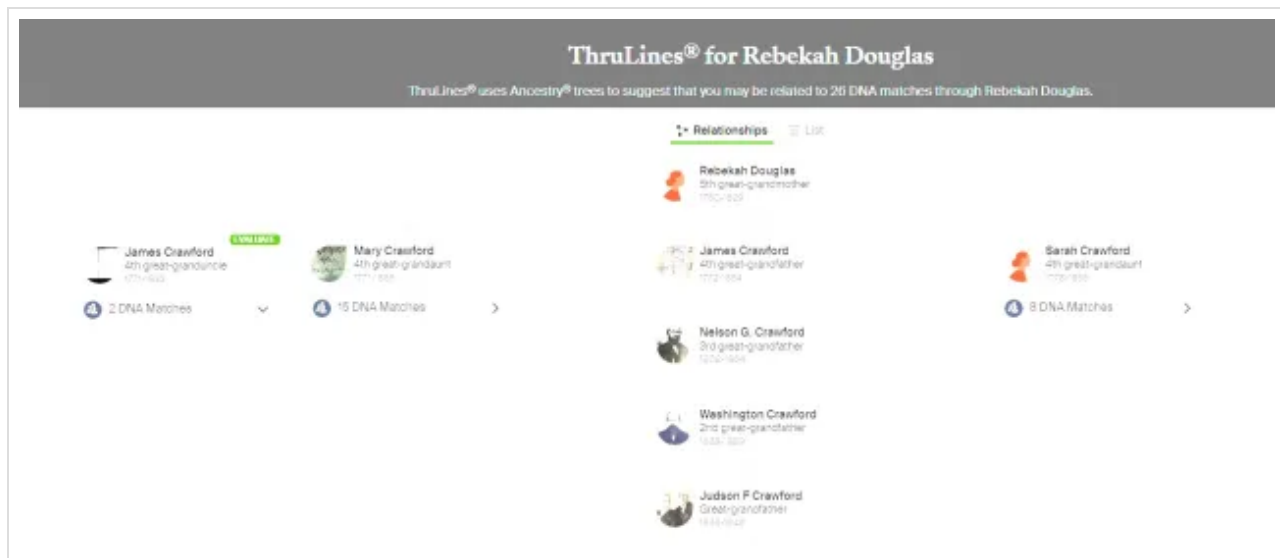 ThruLines® for Rebekah Douglas
ThruLines® uses Ancestry® trees to suggest that you may be related to 26 DNA matches through Rebekah Douglas.
Relationships List
Rebekah Douglas
5th great-grandmother
EVALUATE
James Crawford
4th great-granduncle
2 DNA Matches
Mary Crawford
4th great-grandaunt
15 DNA Matches
James Crawford
4th great-grandfather
Sarah Crawford
4th great-grandaunt
8 DNA Matches
Nelson G. Crawford
3rd great-grandfather
Washington Crawford
2nd great-grandfather
Judson F Crawford
Great-grandfather